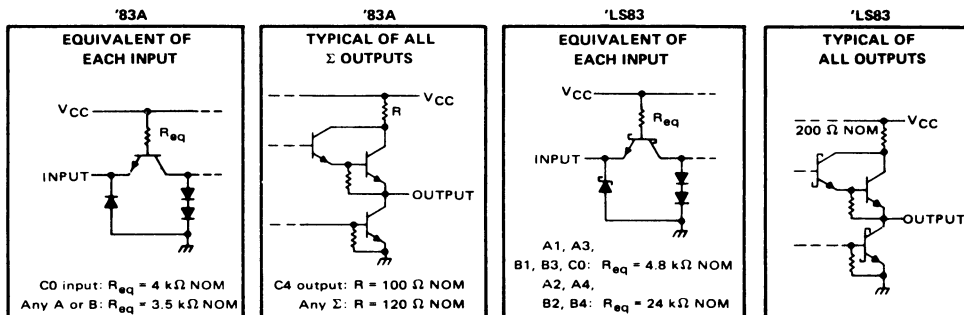 '83A
EQUIVALENT OF
EACH INPUT
VCC
Req
INPUT
C0 input: Req = 4 kΩ NOM
Any A or B: Req = 3.5 kΩ NOM
'83A
TYPICAL OF ALL
Σ OUTPUTS
VCC
R
OUTPUT
C4 output: R = 100 Ω NOM
Any Σ: R = 120 Ω NOM
'LS83
EQUIVALENT OF
EACH INPUT
VCC
Req
INPUT
A1, A3,
B1, B3, C0: Req = 4.8 kΩ NOM
A2, A4,
B2, B4: Req = 24 kΩ NOM
'LS83
TYPICAL OF
ALL OUTPUTS
VCC
200 Ω NOM
OUTPUT